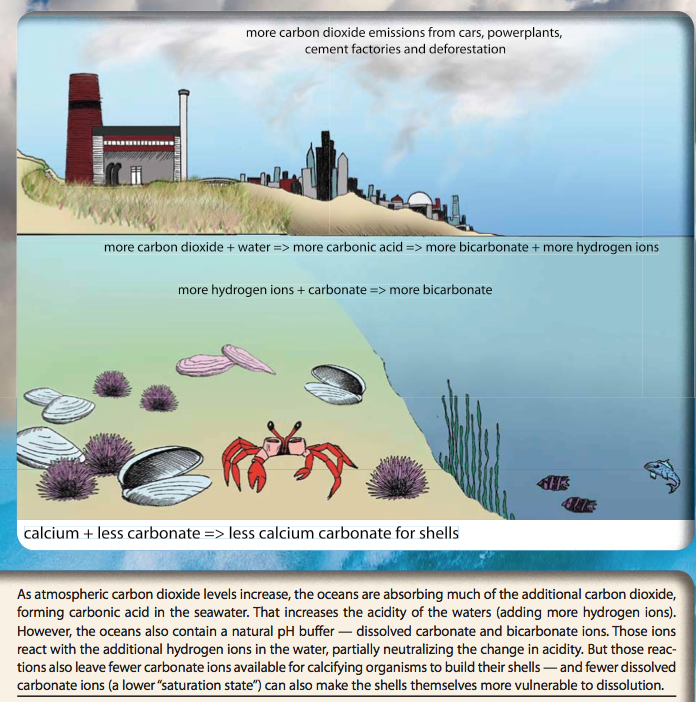 more carbon dioxide emissions from cars, powerplants,
cement factories and deforestation
more carbon dioxide + water => more carbonic acid => more bicarbonate + more hydrogen ions
more hydrogen ions + carbonate => more bicarbonate
calcium + less carbonate => less calcium carbonate for shells
As atmospheric carbon dioxide levels increase, the oceans are absorbing much of the additional carbon dioxide,
forming carbonic acid in the seawater. That increases the acidity of the waters (adding more hydrogen ions).
However, the oceans also contain a natural pH buffer — dissolved carbonate and bicarbonate ions. Those ions
react with the additional hydrogen ions in the water, partially neutralizing the change in acidity. But those reac-
tions also leave fewer carbonate ions available for calcifying organisms to build their shells — and fewer dissolved
carbonate ions (a lower “saturation state”) can also make the shells themselves more vulnerable to dissolution.